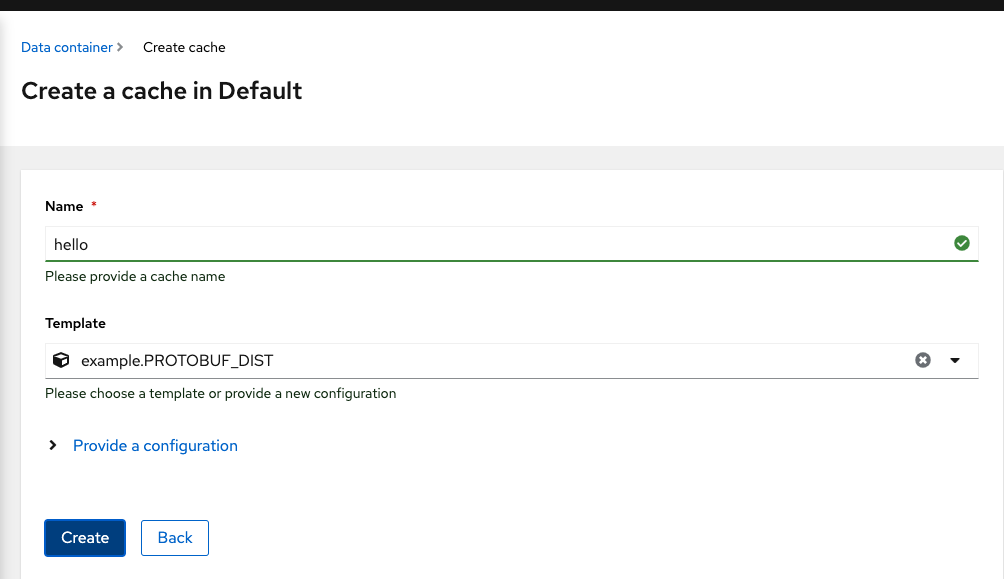 Data container > Create cache
Create a cache in Default
Name *
hello
Please provide a cache name
Template
example.PROTOBUF_DIST
Please choose a template or provide a new configuration
Provide a configuration
Create Back